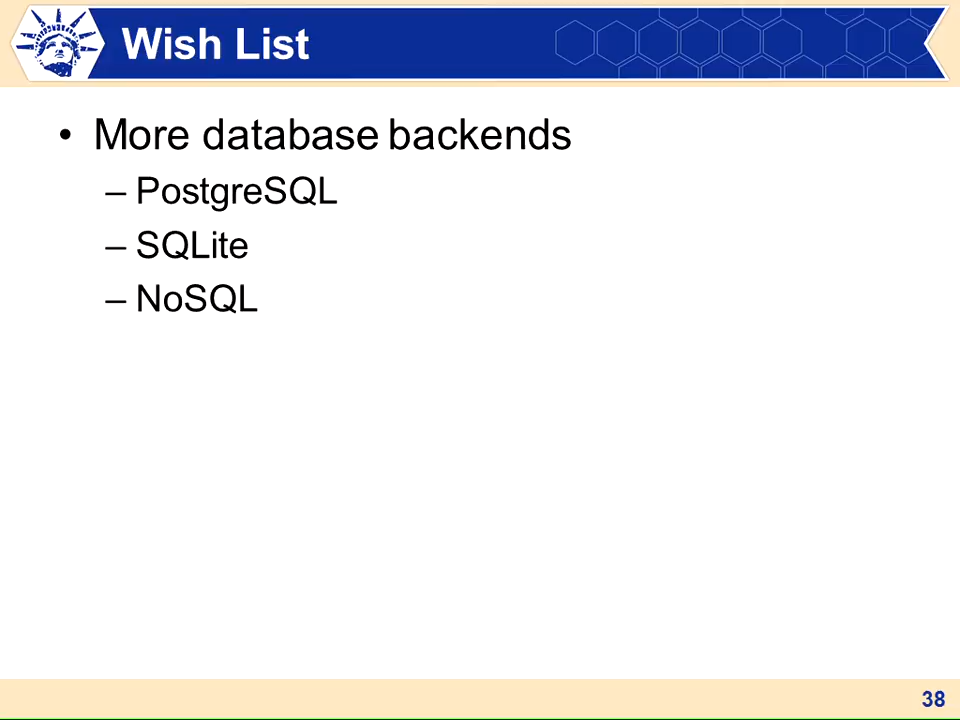 Wish List
• More database backends
– PostgreSQL
– SQLite
– NoSQL
38